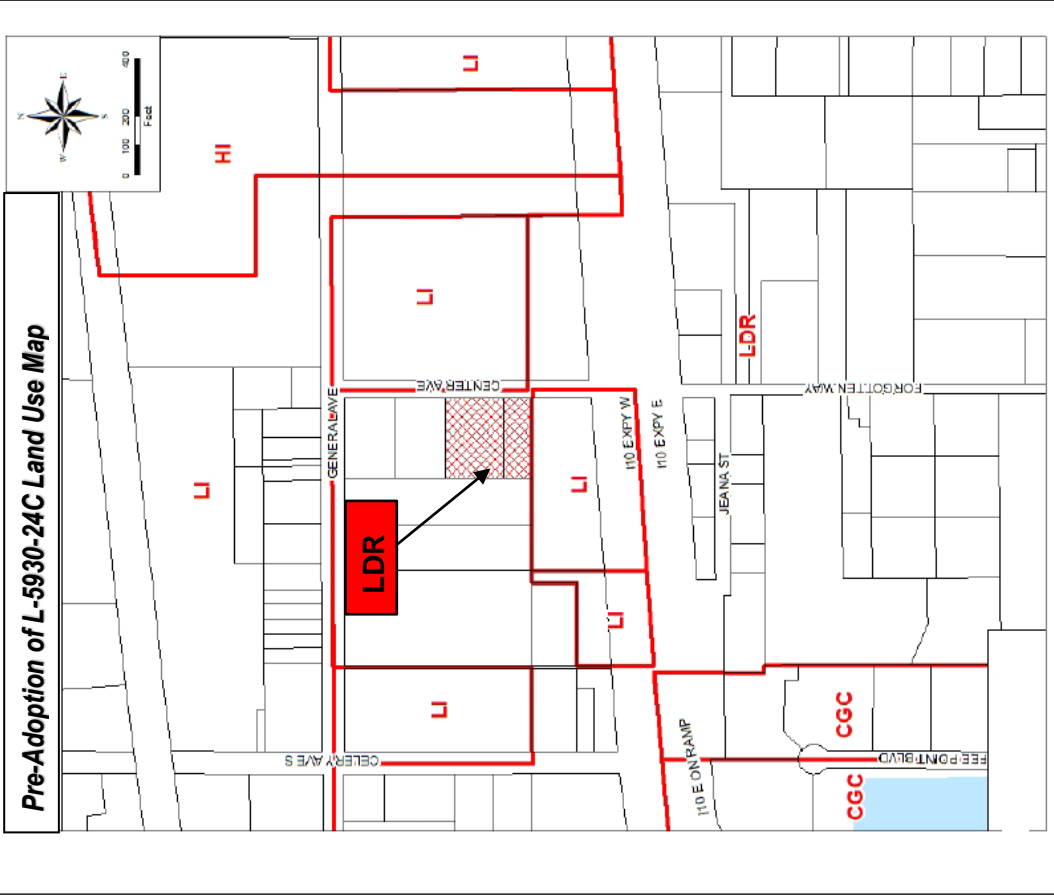 Pre-Adoption of L-5930-24C Land Use Map
N
E
S
W
0 100 200 400
Feet
HI
LI
LI
LI
GENERAL AVE
CENTER AVE
LDR
LDR
LI
LI
LI
I10 EXPY W
I10 EXPY E
JEANA ST
FORGOTTEN WAY
CELERY AVE S
I10 E ON RAMP
CGC
CGC
POINT BLVD